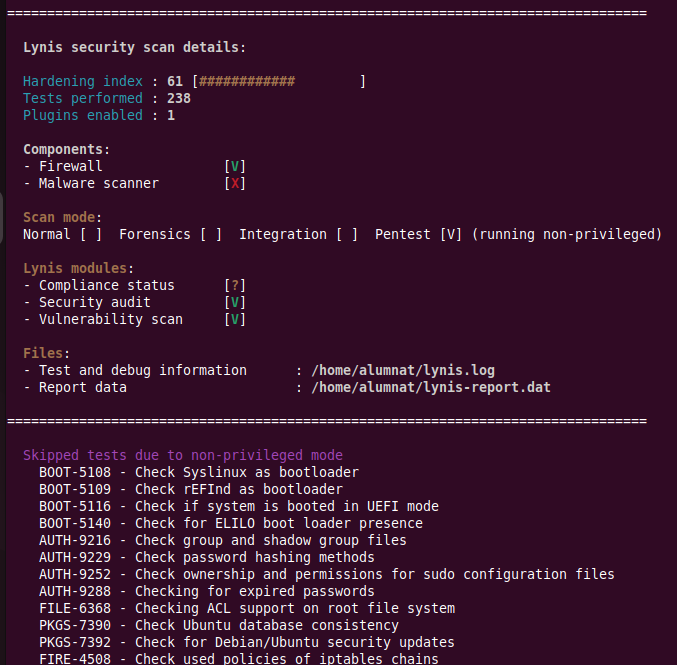 ================================================================================
Lynis security scan details:
Hardening index : 61 [############        ]
Tests performed : 238
Plugins enabled : 1
Components:
- Firewall               [V]
- Malware scanner        [X]
Scan mode:
Normal [ ]  Forensics [ ]  Integration [ ]  Pentest [V] (running non-privileged)
Lynis modules:
- Compliance status      [?]
- Security audit         [V]
- Vulnerability scan     [V]
Files:
- Test and debug information      : /home/alumnat/lynis.log
- Report data                     : /home/alumnat/lynis-report.dat
================================================================================
Skipped tests due to non-privileged mode
BOOT-5108 - Check Syslinux as bootloader
BOOT-5109 - Check rEFInd as bootloader
BOOT-5116 - Check if system is booted in UEFI mode
BOOT-5140 - Check for ELILO boot loader presence
AUTH-9216 - Check group and shadow group files
AUTH-9229 - Check password hashing methods
AUTH-9252 - Check ownership and permissions for sudo configuration files
AUTH-9288 - Checking for expired passwords
FILE-6368 - Checking ACL support on root file system
PKGS-7390 - Check Ubuntu database consistency
PKGS-7392 - Check for Debian/Ubuntu security updates
FIRE-4508 - Check used policies of iptables chains